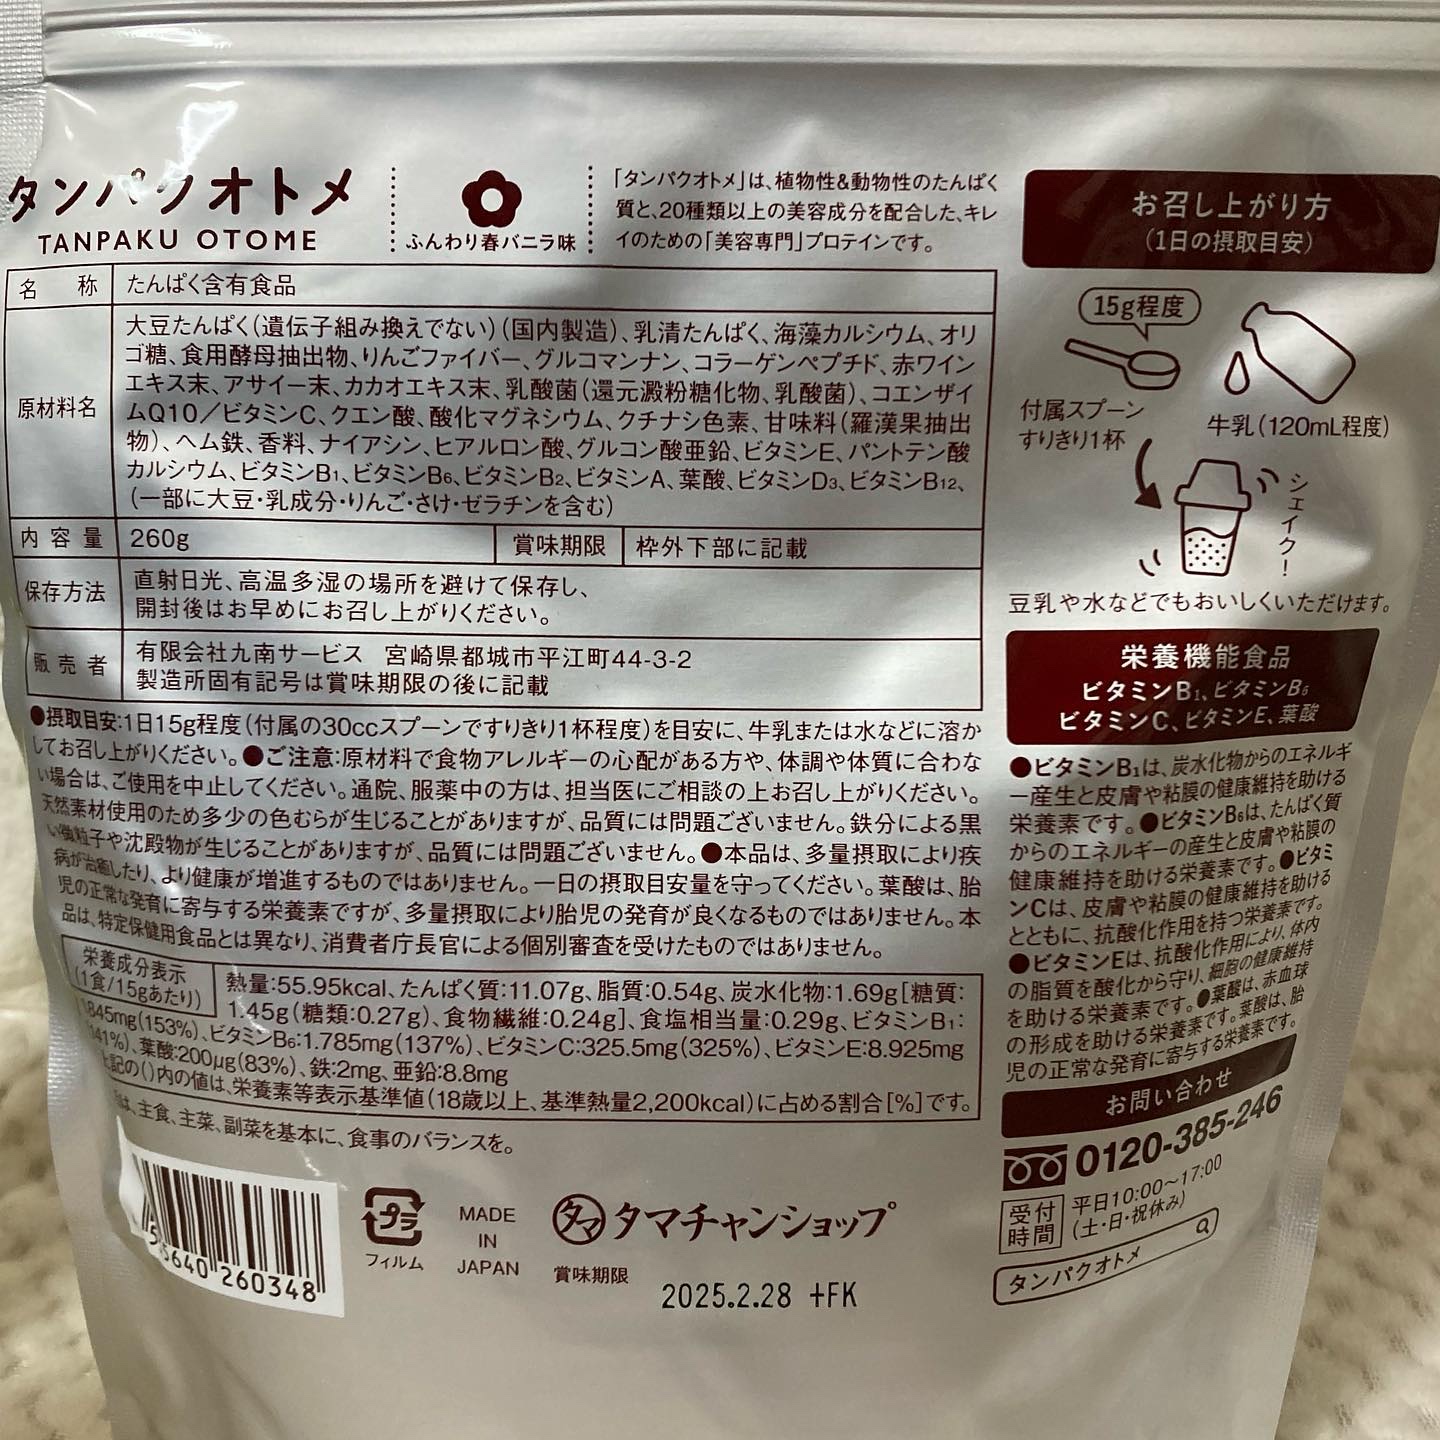 タンパクオトメ
TANPAKU OTOME
ふんわり春バニラ味
「タンパクオトメ」は、植物性&動物性のたんぱく
質と、20種類以上の美容成分を配合した、キレ
イのための「美容専門」プロテインです。
名 称 たんぱく含有食品
原材料名
大豆たんぱく(遺伝子組み換えでない)(国内製造)、乳清たんぱく、海藻カルシウム、オリ
ゴ糖、食用酵母抽出物、りんごファイバー、グルコマンナン、コラーゲンペプチド、赤ワイン
エキス末、アサイー末、カカオエキス末、乳酸菌(還元澱粉糖化物、乳酸菌)、コエンザイ
ムQ10/ビタミンC、クエン酸、酸化マグネシウム、クチナシ色素、甘味料(羅漢果抽出
物)、ヘム鉄、香料、ナイアシン、ヒアルロン酸、グルコン酸亜鉛、ビタミンE、パントテン酸
カルシウム、ビタミンB1、ビタミンB6、ビタミンB2、ビタミンA、葉酸、ビタミンD3、ビタミンB12、
(一部に大豆・乳成分・りんご・さけ・ゼラチンを含む)
内容量 260g 賞味期限 枠外下部に記載
保存方法
直射日光、高温多湿の場所を避けて保存し、
開封後はお早めにお召し上がりください。
販売者
有限会社九南サービス 宮崎県都城市平江町44-3-2
製造所固有記号は賞味期限の後に記載
●摂取目安:1日15g程度(付属の30ccスプーンですりきり1杯程度)を目安に、牛乳または水などに溶か
してお召し上がりください。●ご注意:原材料で食物アレルギーの心配がある方や、体調や体質に合わな
い場合は、ご使用を中止してください。通院、服薬中の方は、担当医にご相談の上お召し上がりください。
天然素材使用のため多少の色むらが生じることがありますが、品質には問題ございません。鉄分による黒
い微粒子や沈殿物が生じることがありますが、品質には問題ございません。●本品は、多量摂取により疾
病が治癒したり、より健康が増進するものではありません。一日の摂取目安量を守ってください。葉酸は、胎
児の正常な発育に寄与する栄養素ですが、多量摂取により胎児の発育が良くなるものではありません。本
品は、特定保健用食品とは異なり、消費者庁長官による個別審査を受けたものではありません。
栄養成分表示
(1食/15gあたり)
熱量:55.95kcal、たんぱく質:11.07g、脂質:0.54g、炭水化物:1.69g[糖質:
1.45g(糖類:0.27g)、食物繊維:0.24g]、食塩相当量:0.29g、ビタミンB1:
845mg(153%)、ビタミンB6:1.785mg(137%)、ビタミンC:325.5mg(325%)、ビタミンE:8.925mg
141%)、葉酸:200μg(83%)、鉄:2mg、亜鉛:8.8mg
上記の()内の値は、栄養素等表示基準値(18歳以上、基準熱量2,200kcal)に占める割合[%]です。
は、主食、主菜、副菜を基本に、食事のバランスを。
5640 260348
プラ
フィルム
MADE
IN
JAPAN
タマ タマチャンショップ
賞味期限
2025.2.28 +FK
お召し上がり方
(1日の摂取目安)
15g程度
付属スプーン
すりきり1杯
牛乳(120mL程度)
シェイク!
豆乳や水などでもおいしくいただけます。
栄養機能食品
ビタミンB1、ビタミンB6
ビタミンC、ビタミンE、葉酸
●ビタミンB1は、炭水化物からのエネルギ
ー産生と皮膚や粘膜の健康維持を助ける
栄養素です。●ビタミンB6は、たんぱく質
からのエネルギーの産生と皮膚や粘膜の
健康維持を助ける栄養素です。●ビタミ
ンCは、皮膚や粘膜の健康維持を助ける
とともに、抗酸化作用を持つ栄養素です。
●ビタミンEは、抗酸化作用により、体内
の脂質を酸化から守り、細胞の健康維持
を助ける栄養素です。●葉酸は、赤血球
の形成を助ける栄養素です。葉酸は、胎
児の正常な発育に寄与する栄養素です。
お問い合わせ
0120-385-246
受付
時間
平日10:00〜17:00
(土・日・祝休み)
タンパクオトメ